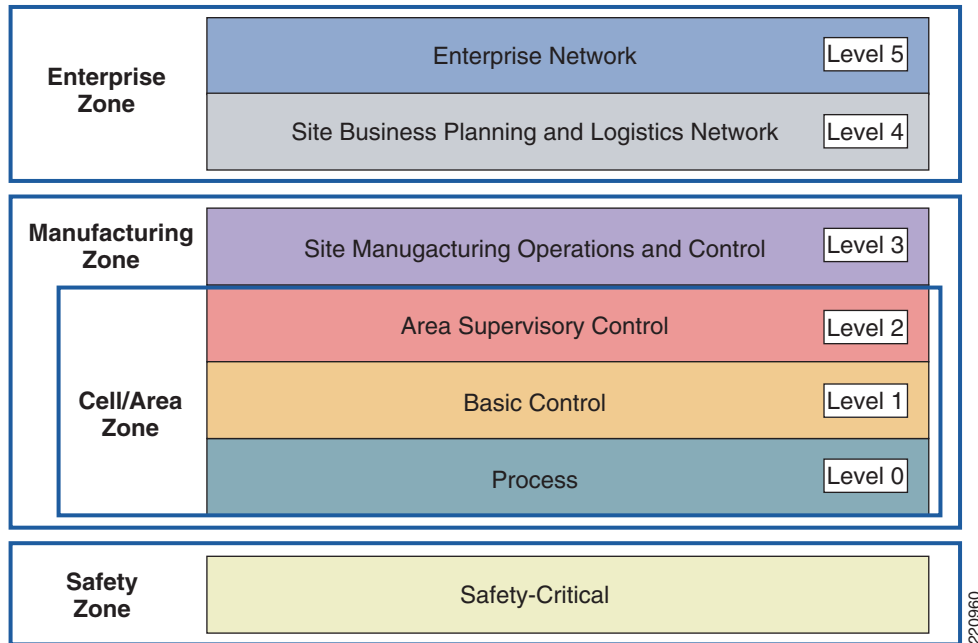 Enterprise
Zone
Enterprise Network
Level 5
Site Business Planning and Logistics Network
Level 4
Manufacturing
Zone
Site Manugacturing Operations and Control
Level 3
Cell/Area
Zone
Area Supervisory Control
Level 2
Basic Control
Level 1
Process
Level 0
Safety
Zone
Safety-Critical
220960